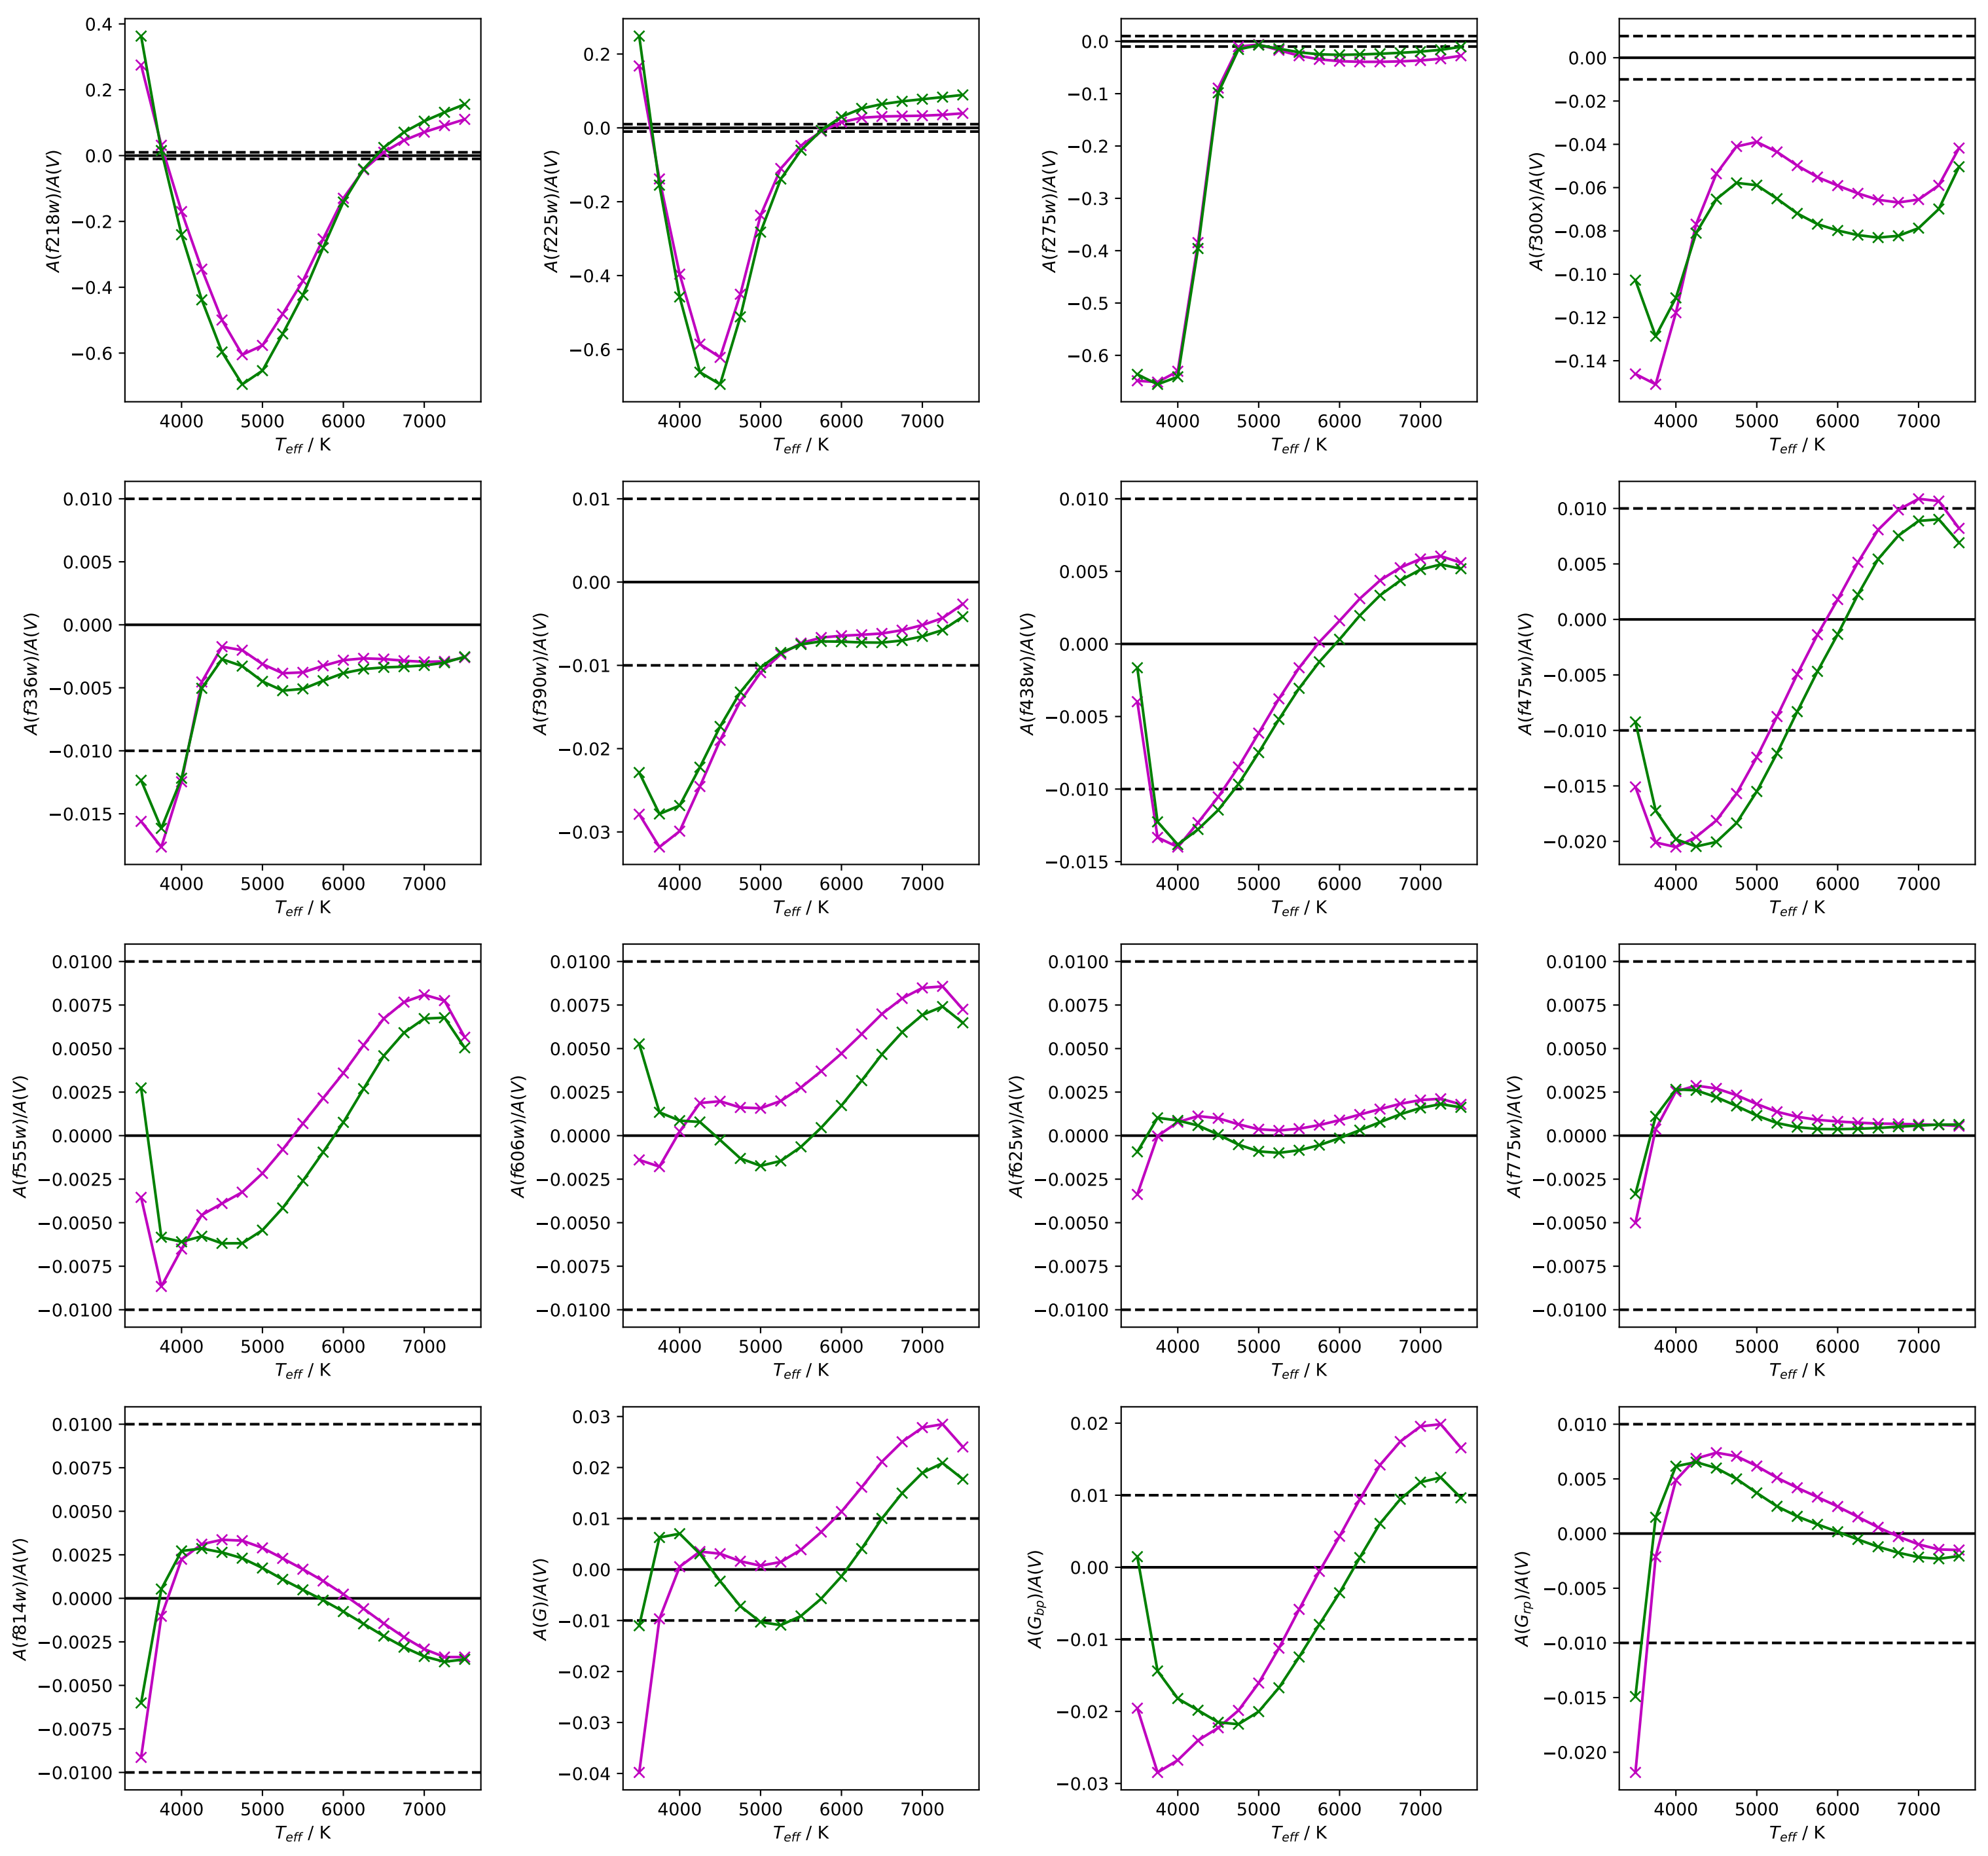 0.4
0.2
0.0
−0.2
−0.4
−0.6
A(f218w)/A(V)
4000 5000 6000 7000
T_eff / K
0.2
0.0
−0.2
−0.4
−0.6
A(f225w)/A(V)
4000 5000 6000 7000
T_eff / K
0.0
−0.1
−0.2
−0.3
−0.4
−0.5
−0.6
A(f275w)/A(V)
4000 5000 6000 7000
T_eff / K
0.00
−0.02
−0.04
−0.06
−0.08
−0.10
−0.12
−0.14
A(f300x)/A(V)
4000 5000 6000 7000
T_eff / K
0.010
0.005
0.000
−0.005
−0.010
−0.015
A(f336w)/A(V)
4000 5000 6000 7000
T_eff / K
0.01
0.00
−0.01
−0.02
−0.03
A(f390w)/A(V)
4000 5000 6000 7000
T_eff / K
0.010
0.005
0.000
−0.005
−0.010
−0.015
A(f438w)/A(V)
4000 5000 6000 7000
T_eff / K
0.010
0.005
0.000
−0.005
−0.010
−0.015
−0.020
A(f475w)/A(V)
4000 5000 6000 7000
T_eff / K
0.0100
0.0075
0.0050
0.0025
0.0000
−0.0025
−0.0050
−0.0075
−0.0100
A(f555w)/A(V)
4000 5000 6000 7000
T_eff / K
0.0100
0.0075
0.0050
0.0025
0.0000
−0.0025
−0.0050
−0.0075
−0.0100
A(f606w)/A(V)
4000 5000 6000 7000
T_eff / K
0.0100
0.0075
0.0050
0.0025
0.0000
−0.0025
−0.0050
−0.0075
−0.0100
A(f625w)/A(V)
4000 5000 6000 7000
T_eff / K
0.0100
0.0075
0.0050
0.0025
0.0000
−0.0025
−0.0050
−0.0075
−0.0100
A(f775w)/A(V)
4000 5000 6000 7000
T_eff / K
0.0100
0.0075
0.0050
0.0025
0.0000
−0.0025
−0.0050
−0.0075
−0.0100
A(f814w)/A(V)
4000 5000 6000 7000
T_eff / K
0.03
0.02
0.01
0.00
−0.01
−0.02
−0.03
−0.04
A(G)/A(V)
4000 5000 6000 7000
T_eff / K
0.02
0.01
0.00
−0.01
−0.02
−0.03
A(G_bp)/A(V)
4000 5000 6000 7000
T_eff / K
0.010
0.005
0.000
−0.005
−0.010
−0.015
−0.020
A(G_rp)/A(V)
4000 5000 6000 7000
T_eff / K